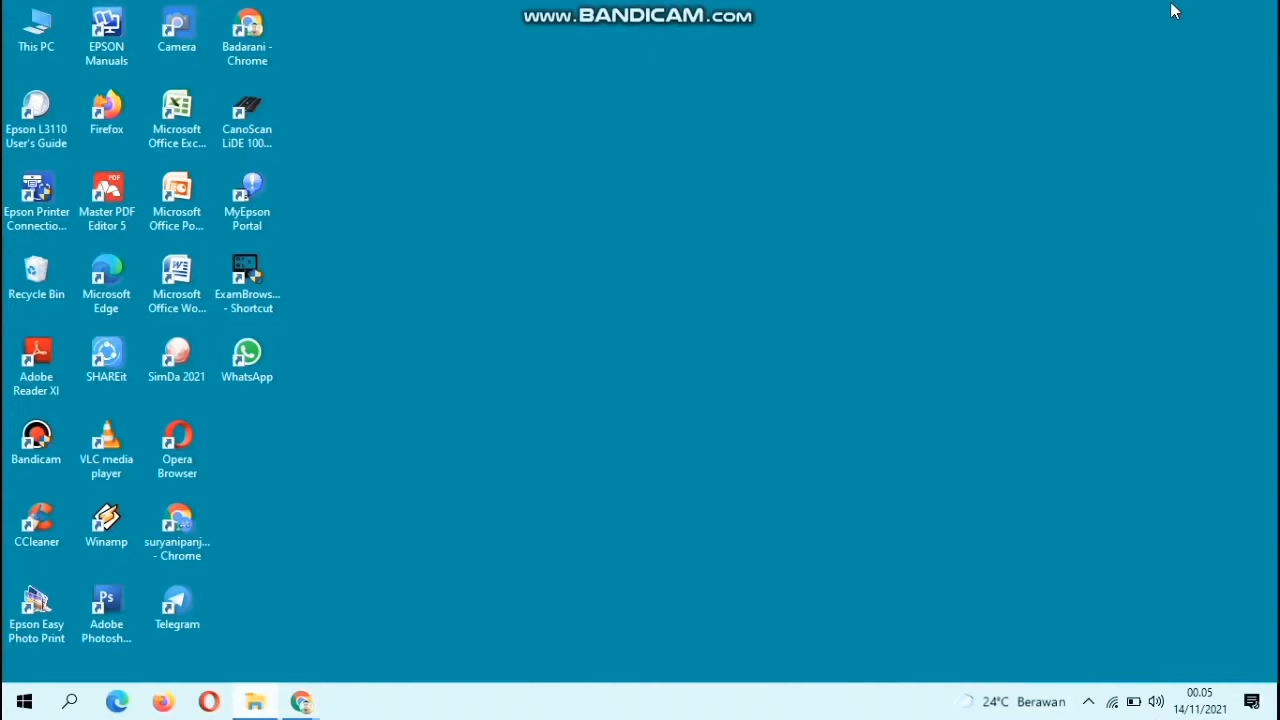 www.BANDICAM.com
This PC
EPSON
Manuals
Camera
Badarani -
Chrome
Epson L3110
User's Guide
Firefox
Microsoft
Office Exc...
CanoScan
LiDE 100...
Epson Printer
Connectio...
PDF
Master PDF
Editor 5
Microsoft
Office Po...
MyEpson
Portal
Recycle Bin
Microsoft
Edge
Microsoft
Office Wo...
ExamBrows...
- Shortcut
Adobe
Reader XI
SHAREit
SimDa 2021
WhatsApp
Bandicam
VLC media
player
Opera
Browser
CCleaner
Winamp
suryanipanj...
- Chrome
Epson Easy
Photo Print
Ps
Adobe
Photosh...
Telegram
24°C Berawan
00.05
14/11/2021